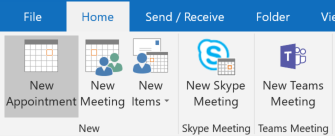 File Home Send / Receive Folder
New Appointment New Meeting New Items New Skype Meeting New Teams Meeting
New Skype Meeting Teams Meeting